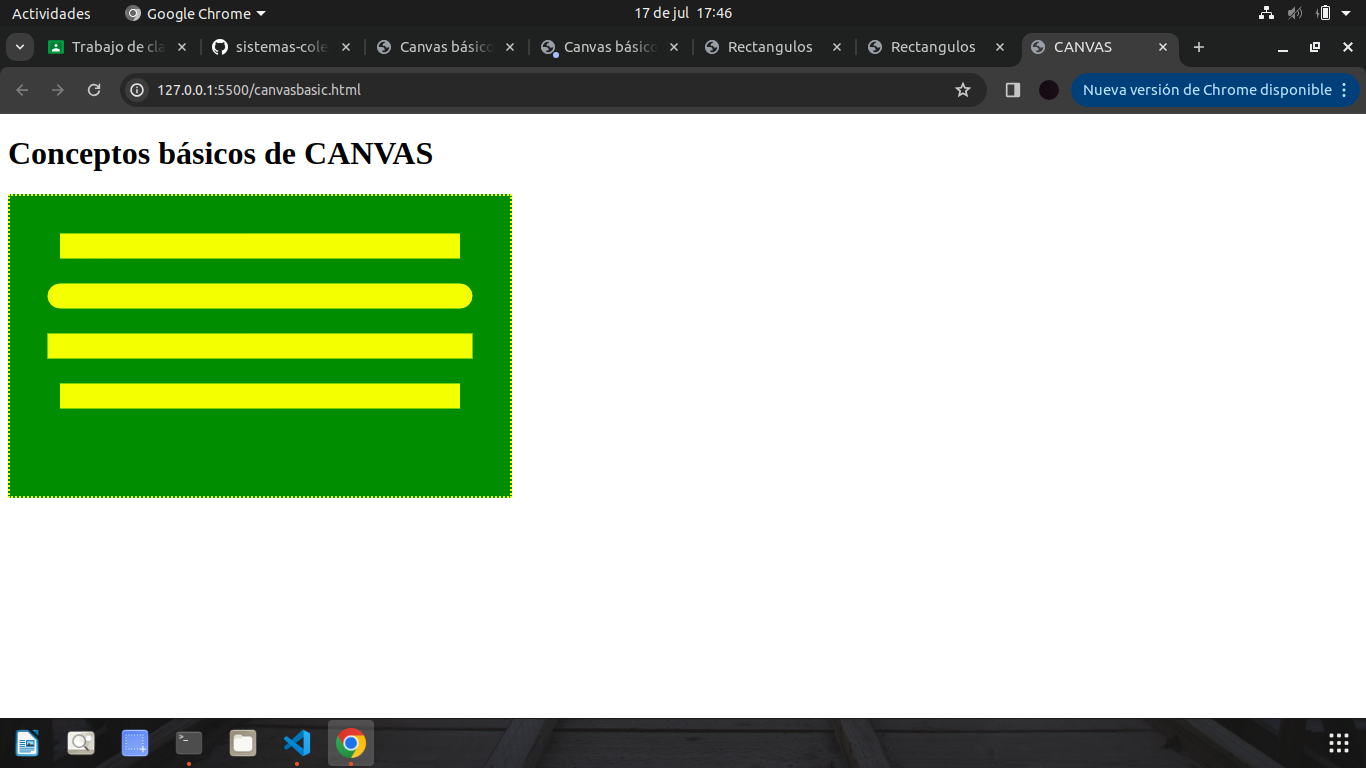 Actividades Google Chrome 17 de jul 17:46
Trabajo de cla sistemas-cole Canvas básico Canvas básico Rectangulos Rectangulos CANVAS
127.0.0.1:5500/canvasbasic.html Nueva versión de Chrome disponible
Conceptos básicos de CANVAS